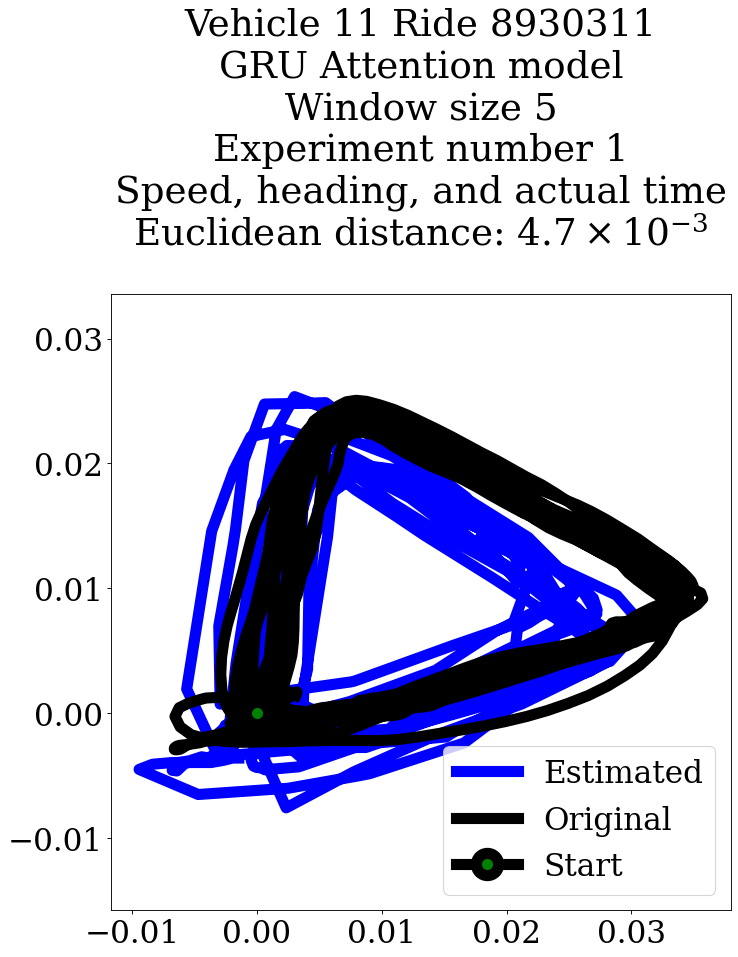 Vehicle 11 Ride 8930311
GRU Attention model
Window size 5
Experiment number 1
Speed, heading, and actual time
Euclidean distance: 4.7 × 10⁻³
0.03
0.02
0.01
0.00
−0.01
Estimated
Original
Start
−0.01 0.00 0.01 0.02 0.03